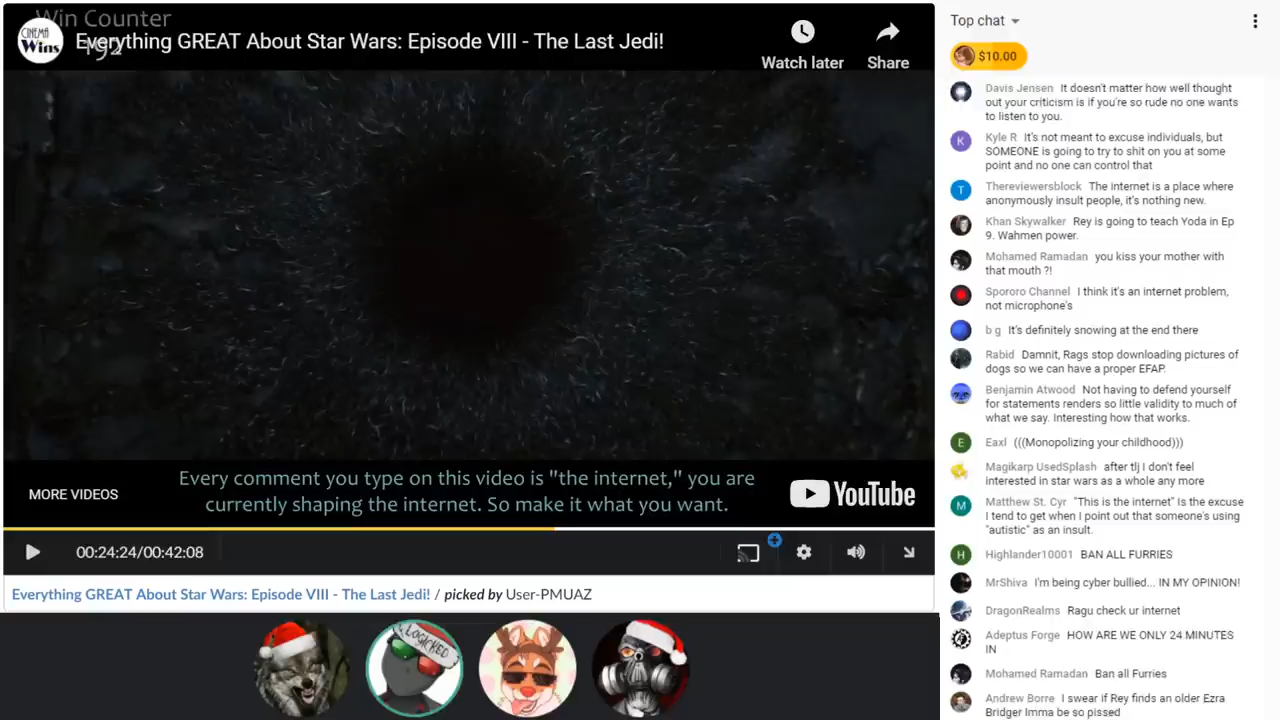 Win Counter
192
CINEMA
Wins
Everything GREAT About Star Wars: Episode VIII - The Last Jedi!
Watch later
Share
Every comment you type on this video is "the internet," you are
currently shaping the internet. So make it what you want.
MORE VIDEOS
YouTube
00:24:24/00:42:08
Everything GREAT About Star Wars: Episode VIII - The Last Jedi! / picked by User-PMUAZ
LOGICKED
Top chat
$10.00
Davis Jensen It doesn't matter how well thought
out your criticism is if you're so rude no one wants
to listen to you.
K
Kyle R It's not meant to excuse individuals, but
SOMEONE is going to try to shit on you at some
point and no one can control that
T
Thereviewersblock The Internet is a place where
anonymously insult people, it's nothing new.
Khan Skywalker Rey is going to teach Yoda in Ep
9. Wahmen power.
Mohamed Ramadan you kiss your mother with
that mouth ?!
Spororo Channel I think it's an internet problem,
not microphone's
b g It's definitely snowing at the end there
Rabid Damnit, Rags stop downloading pictures of
dogs so we can have a proper EFAP.
Benjamin Atwood Not having to defend yourself
for statements renders so little validity to much of
what we say. Interesting how that works.
E
Eaxl (((Monopolizing your childhood)))
Magikarp UsedSplash after tlj I don't feel
interested in star wars as a whole any more
M
Matthew St. Cyr "This is the internet" Is the excuse
I tend to get when I point out that someone's using
"autistic" as an insult.
H
Highlander10001 BAN ALL FURRIES
MrShiva I'm being cyber bullied... IN MY OPINION!
DragonRealms Ragu check ur internet
Adeptus Forge HOW ARE WE ONLY 24 MINUTES
IN
Mohamed Ramadan Ban all Furries
Andrew Borre I swear if Rey finds an older Ezra
Bridger Imma be so pissed